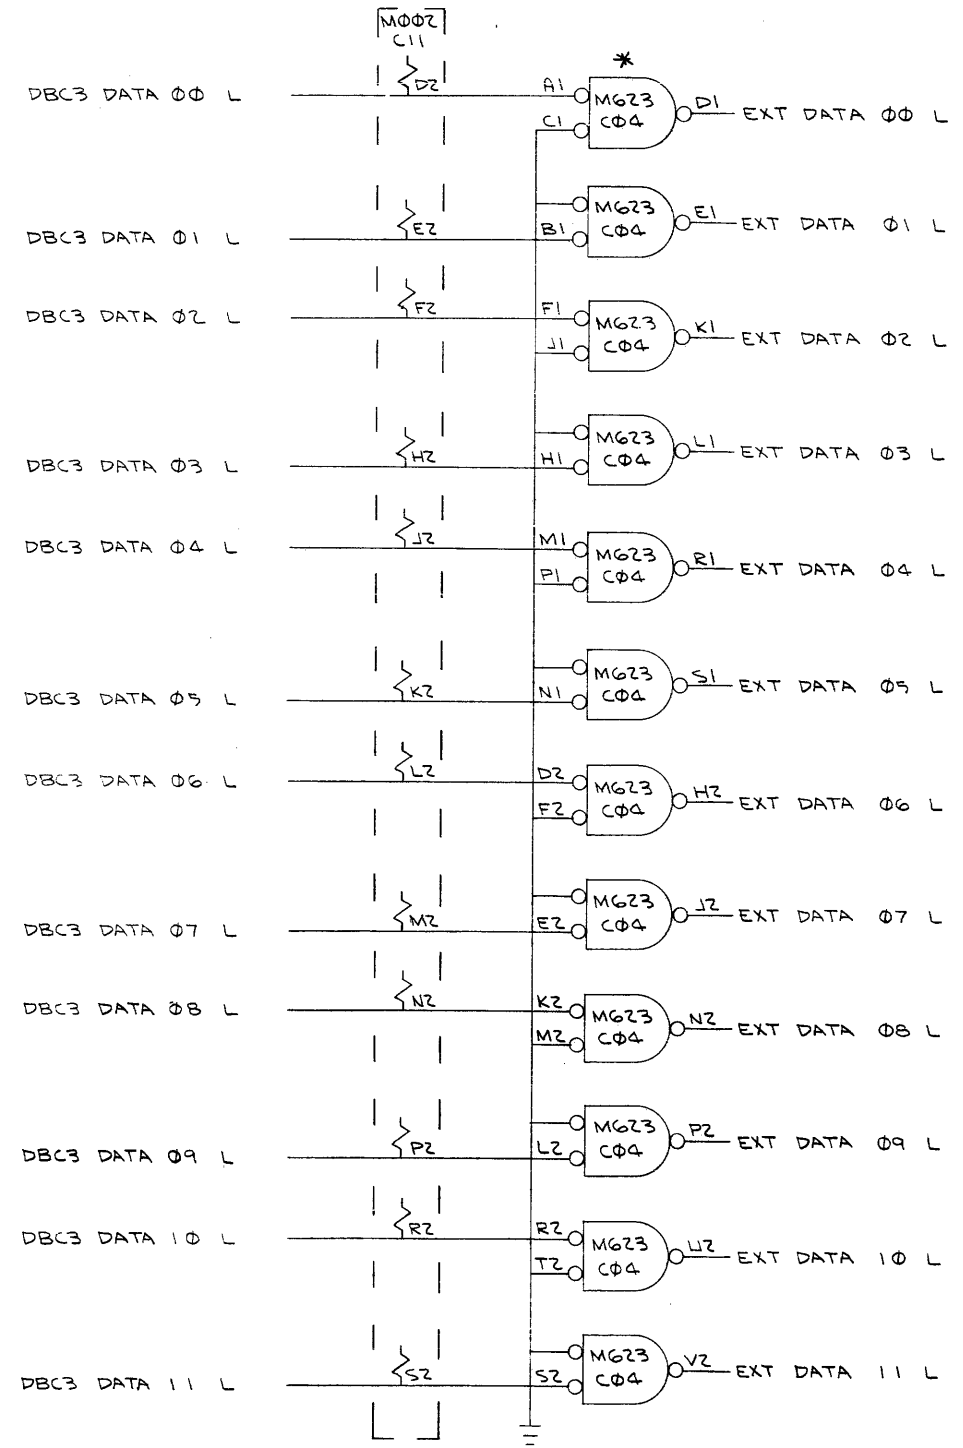 M002
C11
*
DBC3 DATA 00 L D2 A1 M623 D1 EXT DATA 00 L
C1 C04
M623 E1 EXT DATA 01 L
DBC3 DATA 01 L E2 B1 C04
DBC3 DATA 02 L F2 F1 M623 K1 EXT DATA 02 L
J1 C04
M623 L1 EXT DATA 03 L
DBC3 DATA 03 L H2 H1 C04
DBC3 DATA 04 L J2 M1 M623 R1 EXT DATA 04 L
P1 C04
M623 S1 EXT DATA 05 L
DBC3 DATA 05 L K2 N1 C04
DBC3 DATA 06 L L2 D2 M623 H2 EXT DATA 06 L
F2 C04
M623 J2 EXT DATA 07 L
DBC3 DATA 07 L M2 E2 C04
DBC3 DATA 08 L N2 K2 M623 N2 EXT DATA 08 L
M2 C04
M623 P2 EXT DATA 09 L
DBC3 DATA 09 L P2 L2 C04
DBC3 DATA 10 L R2 R2 M623 U2 EXT DATA 10 L
T2 C04
M623 V2 EXT DATA 11 L
DBC3 DATA 11 L S2 S2 C04